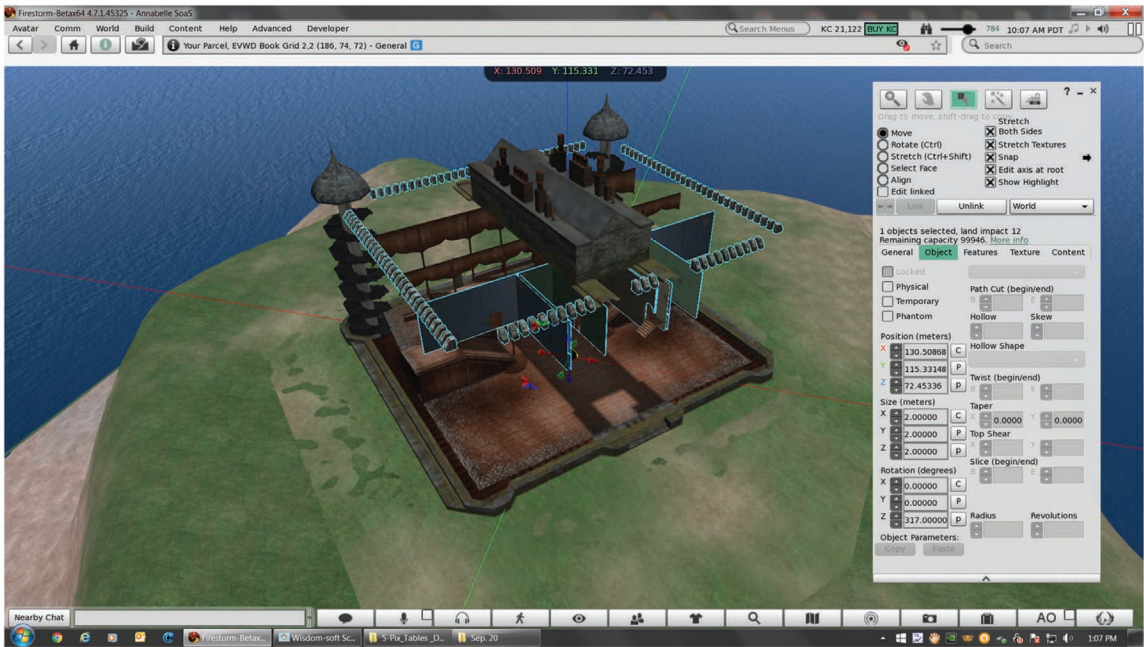 Firestorm-Betax64 4.7.1.45325 - Annabelle SoaS
Avatar Comm World Build Content Help Advanced Developer
Search Menus KC 21,122 BUY KC 784 10:07 AM PDT
Your Parcel, EVWD Book Grid 2,2 (186, 74, 72) - General G
Search
X: 130.509 Y: 115.331 Z: 72.453
Drag to move, shift-drag to copy
Move
Rotate (Ctrl)
Stretch (Ctrl+Shift)
Select Face
Align
Edit linked
Stretch
Both Sides
Stretch Textures
Snap
Edit axis at root
Show Highlight
Link Unlink World
1 objects selected, land impact 12
Remaining capacity 99946. More info
General Object Features Texture Content
Locked
Physical
Temporary
Phantom
Position (meters)
X 130.50868 C
Y 115.33148 P
Z 72.45336 P
Size (meters)
X 2.00000 C
Y 2.00000 P
Z 2.00000 P
Rotation (degrees)
X 0.00000 C
Y 0.00000 P
Z 317.00000 P
Object Parameters:
Copy Paste
Path Cut (begin/end)
B E
Hollow Skew
Hollow Shape
Twist (begin/end)
B E
Taper
X 0.0000 Y 0.0000
Top Shear
X Y
Slice (begin/end)
B E
Radius Revolutions
Nearby Chat
AO
Firestorm-Betax... Wisdom-soft Sc... 5-Pix_Tables _D... Sep. 20
1:07 PM